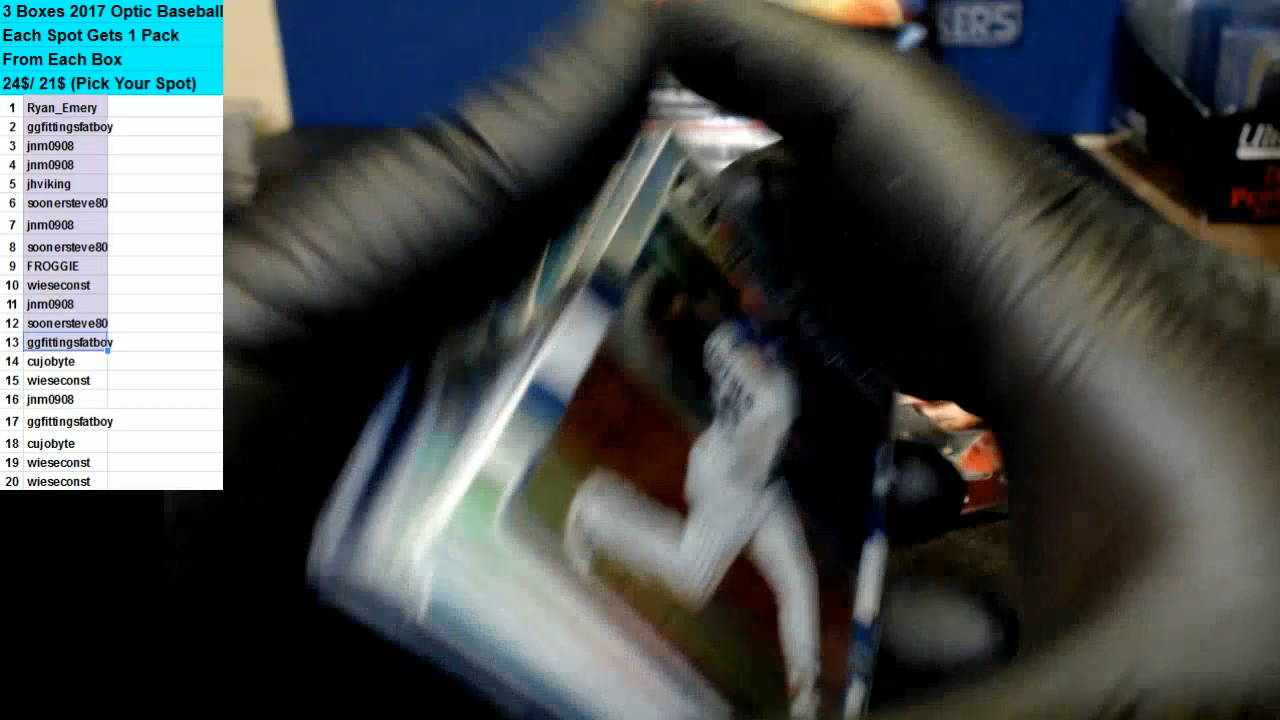 3 Boxes 2017 Optic Baseball
Each Spot Gets 1 Pack
From Each Box
24$/ 21$ (Pick Your Spot)
1 Ryan_Emery
2 ggfittingsfatboy
3 jnm0908
4 jnm0908
5 jhviking
6 soonersteve80
7 jnm0908
8 soonersteve80
9 FROGGIE
10 wieseconst
11 jnm0908
12 soonersteve80
13 ggfittingsfatboy
14 cujobyte
15 wieseconst
16 jnm0908
17 ggfittingsfatboy
18 cujobyte
19 wieseconst
20 wieseconst